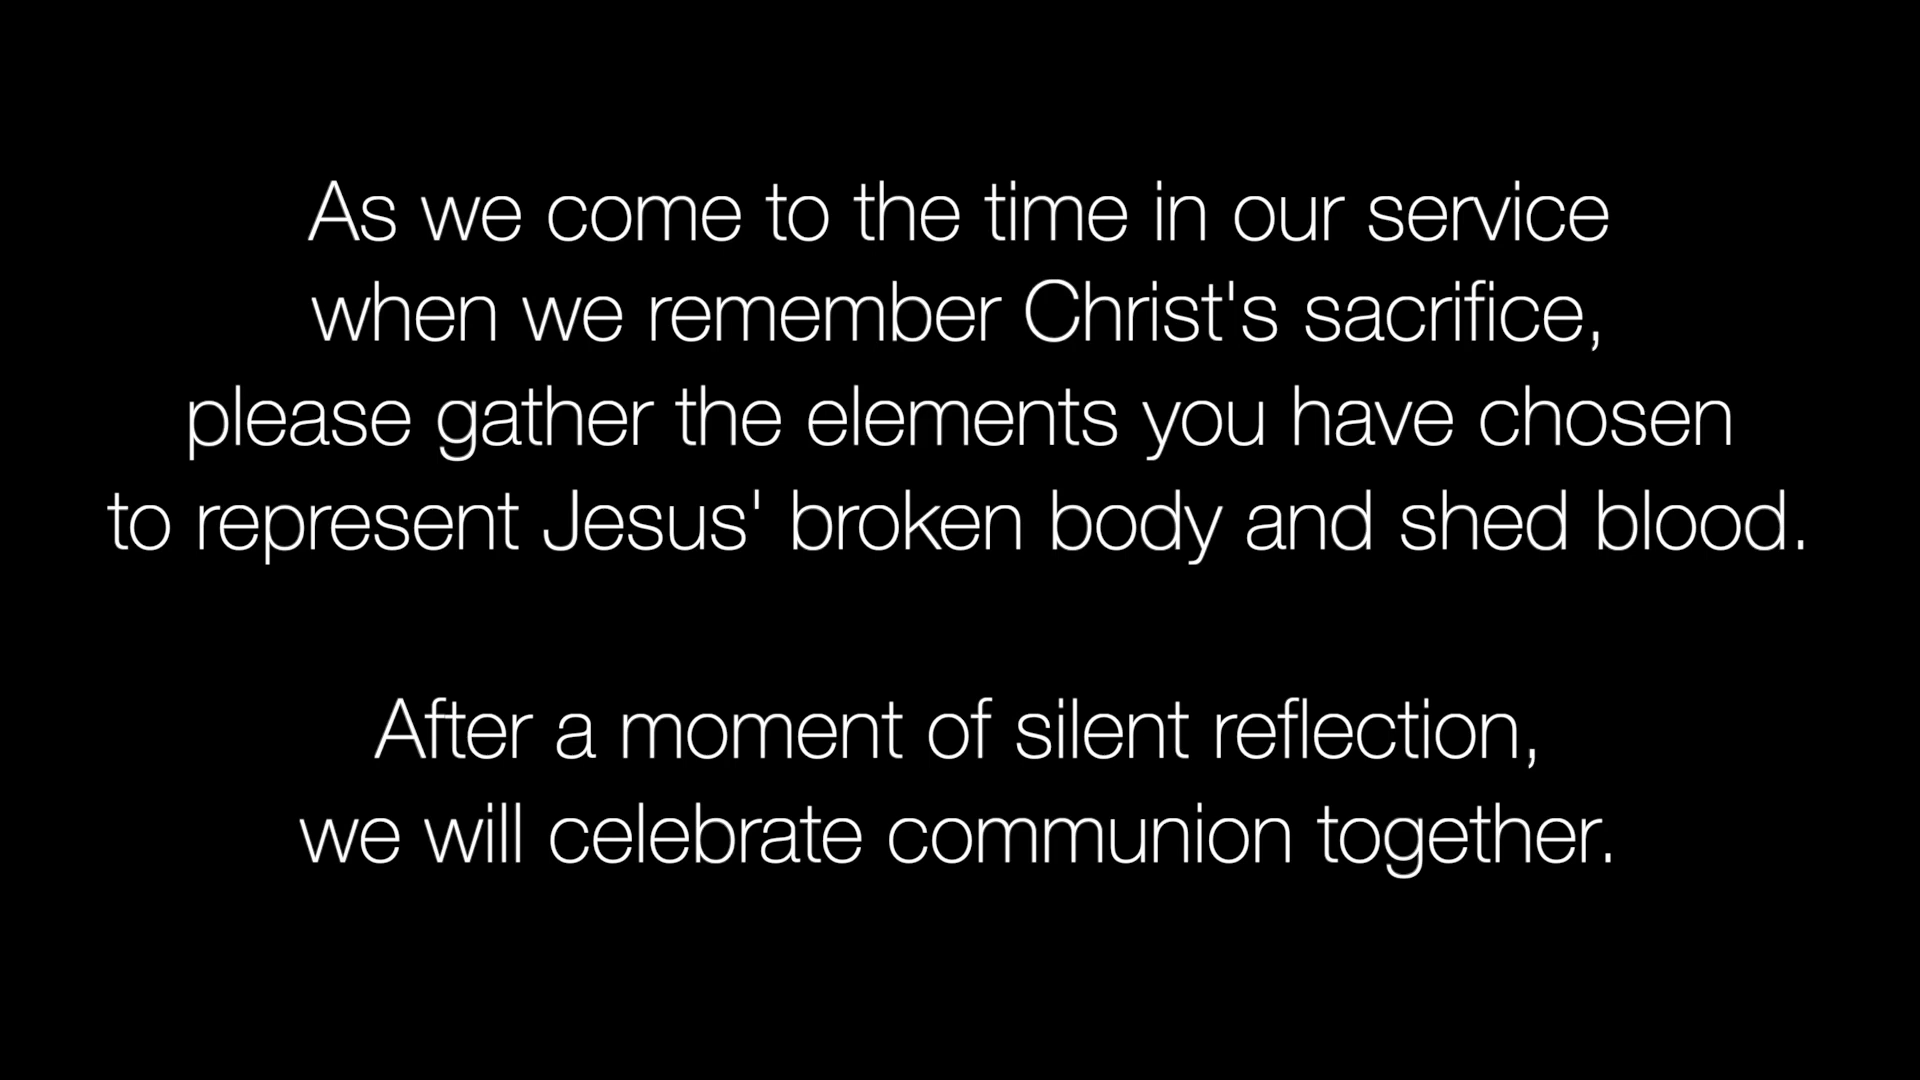 As we come to the time in our service
when we remember Christ's sacrifice,
please gather the elements you have chosen
to represent Jesus' broken body and shed blood.
After a moment of silent reflection,
we will celebrate communion together.